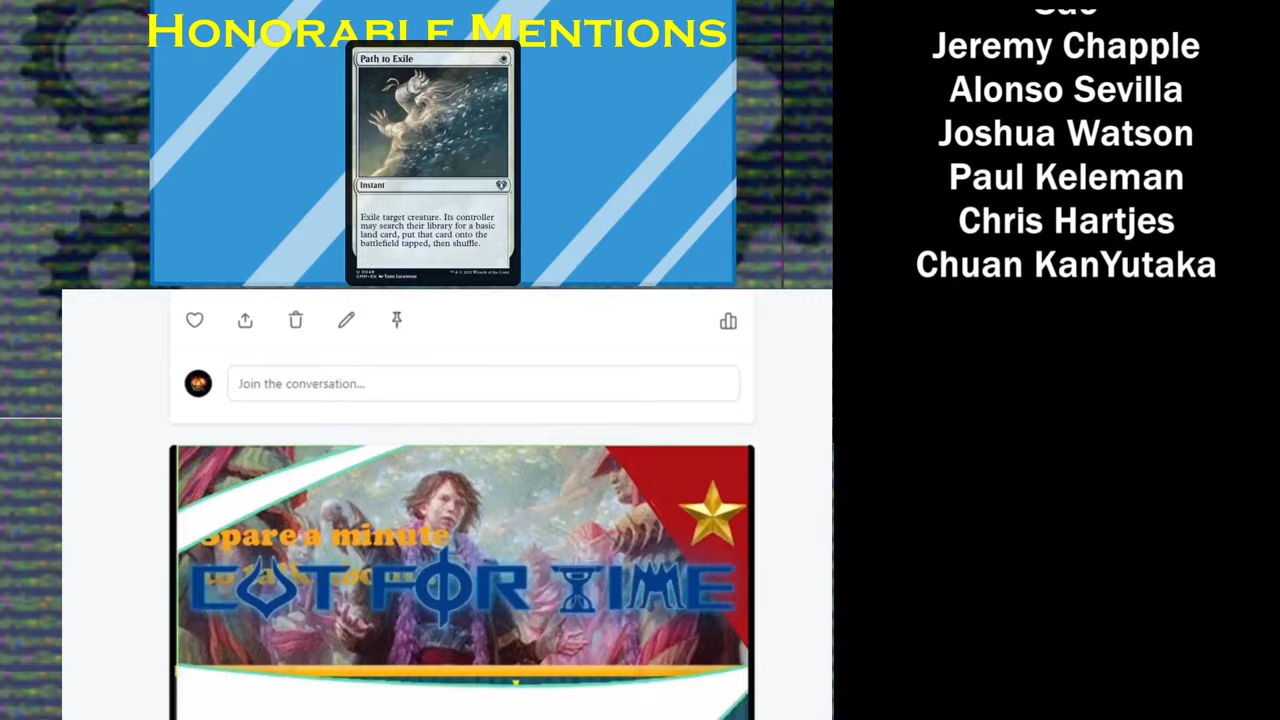 HONORABLE MENTIONS
Path to Exile
Instant
Exile target creature. Its controller
may search their library for a basic
land card, put that card onto the
battlefield tapped, then shuffle.
Jeremy Chapple
Alonso Sevilla
Joshua Watson
Paul Keleman
Chris Hartjes
Chuan KanYutaka
Join the conversation...
Spare a minute
CUT FOR TIME